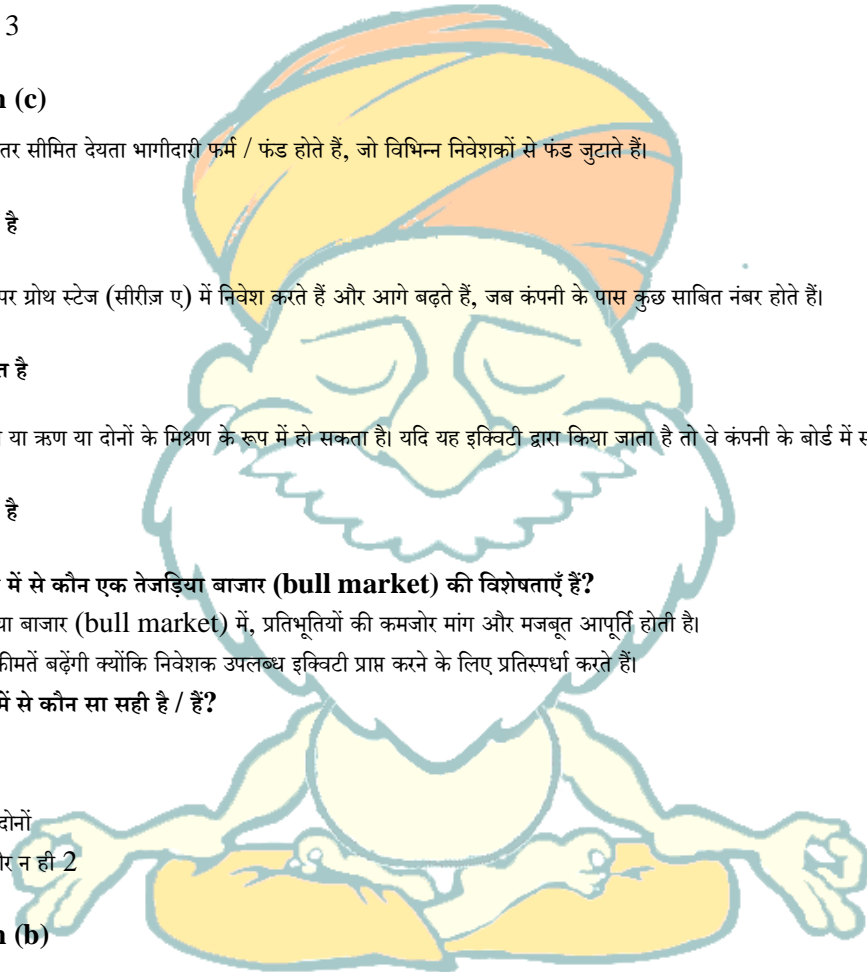 3
(c)
सीमित देयता भागीदारी फर्म / फंड होते हैं, जो विभिन्न निवेशकों से फंड जुटाते हैं।
है
पर ग्रोथ स्टेज (सीरीज़ ए) में निवेश करते हैं और आगे बढ़ते हैं, जब कंपनी के पास कुछ साबित नंबर होते हैं।
है
या ऋण या दोनों के मिश्रण के रूप में हो सकता है। यदि यह इक्विटी द्वारा किया जाता है तो वे कंपनी के बोर्ड में
है
में से कौन एक तेजड़िया बाजार (bull market) की विशेषताएँ हैं?
बाजार (bull market) में, प्रतिभूतियों की कमजोर मांग और मजबूत आपूर्ति होती है।
कीमतें बढ़ेंगी क्योंकि निवेशक उपलब्ध इक्विटी प्राप्त करने के लिए प्रतिस्पर्धा करते हैं।
में से कौन सा सही है / हैं?
दोनों
न ही 2
(b)